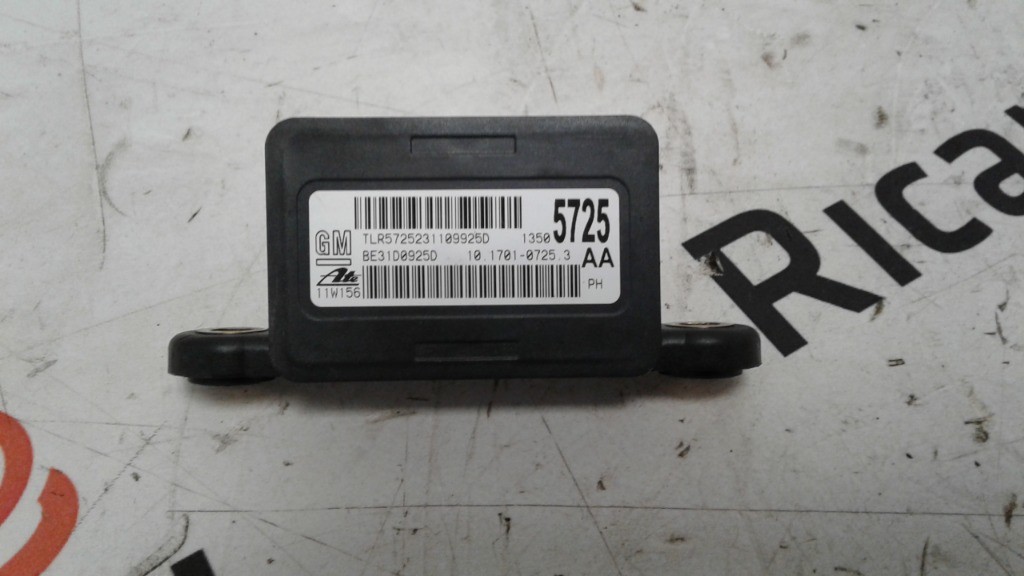 GM
TLR5725231109925D 1350 5725
BE31D0925D 10.1701-0725.3 AA
Ate
11W156 PH
Rica